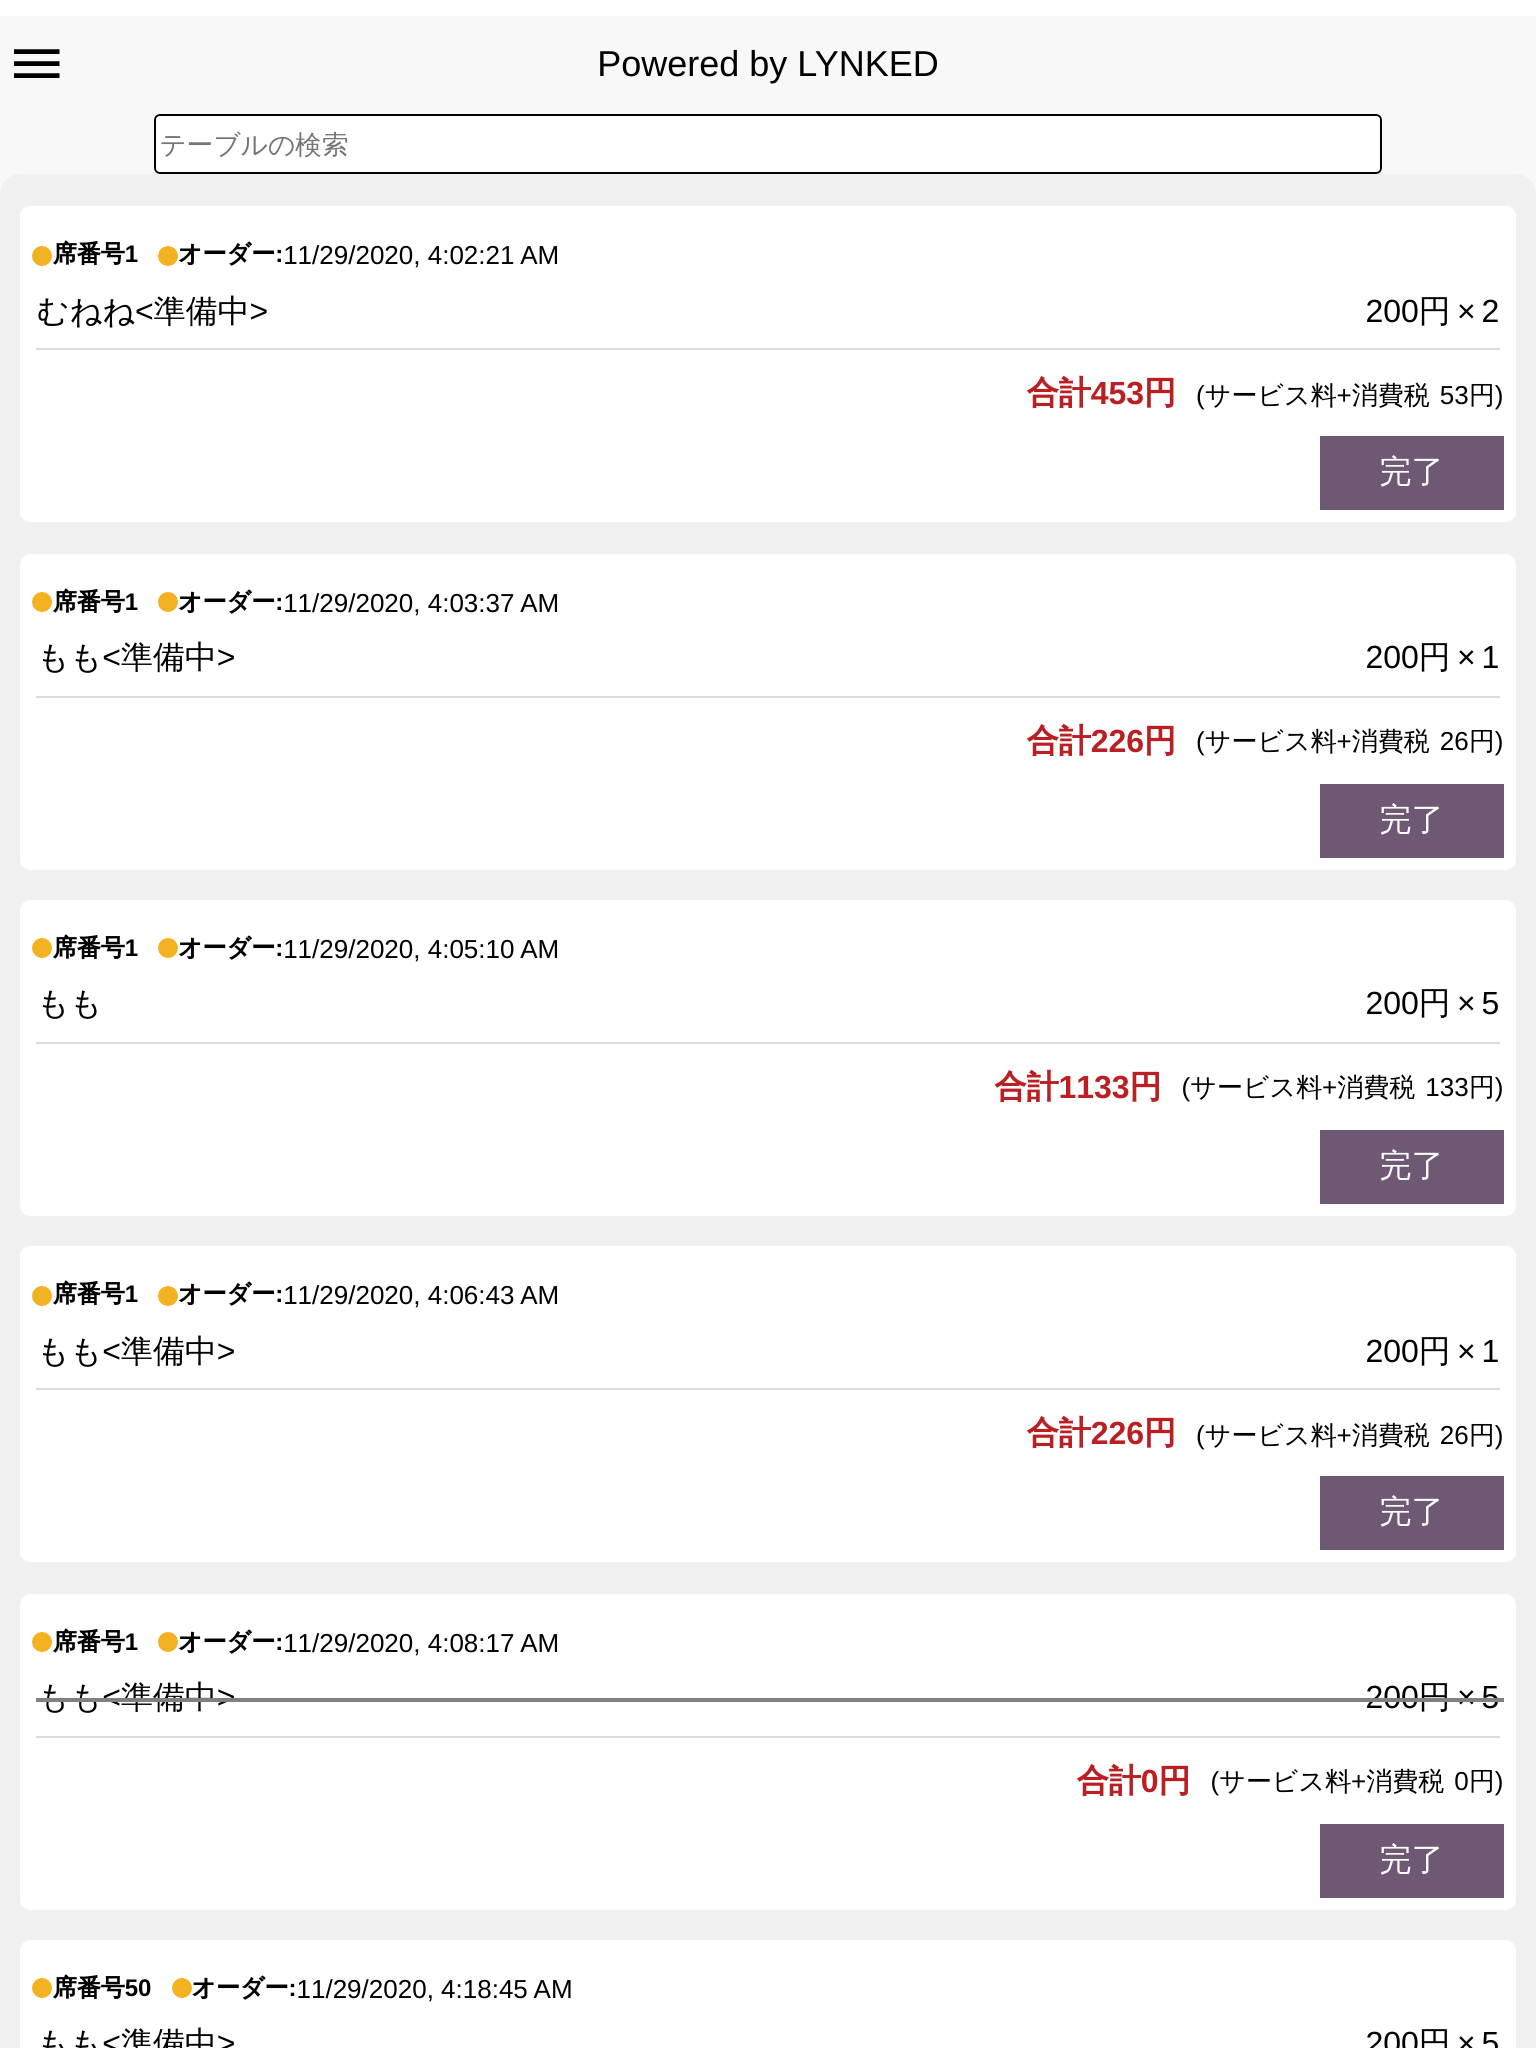 Powered by LYNKED
テーブルの検索
席番号1 オーダー:11/29/2020, 4:02:21 AM
むねね<準備中> 200円 × 2
合計453円 (サービス料+消費税 53円)
完了
席番号1 オーダー:11/29/2020, 4:03:37 AM
もも<準備中> 200円 × 1
合計226円 (サービス料+消費税 26円)
完了
席番号1 オーダー:11/29/2020, 4:05:10 AM
もも 200円 × 5
合計1133円 (サービス料+消費税 133円)
完了
席番号1 オーダー:11/29/2020, 4:06:43 AM
もも<準備中> 200円 × 1
合計226円 (サービス料+消費税 26円)
完了
席番号1 オーダー:11/29/2020, 4:08:17 AM
もも<準備中> 200円 × 5
合計0円 (サービス料+消費税 0円)
完了
席番号50 オーダー:11/29/2020, 4:18:45 AM
もも<準備中> 200円 × 5